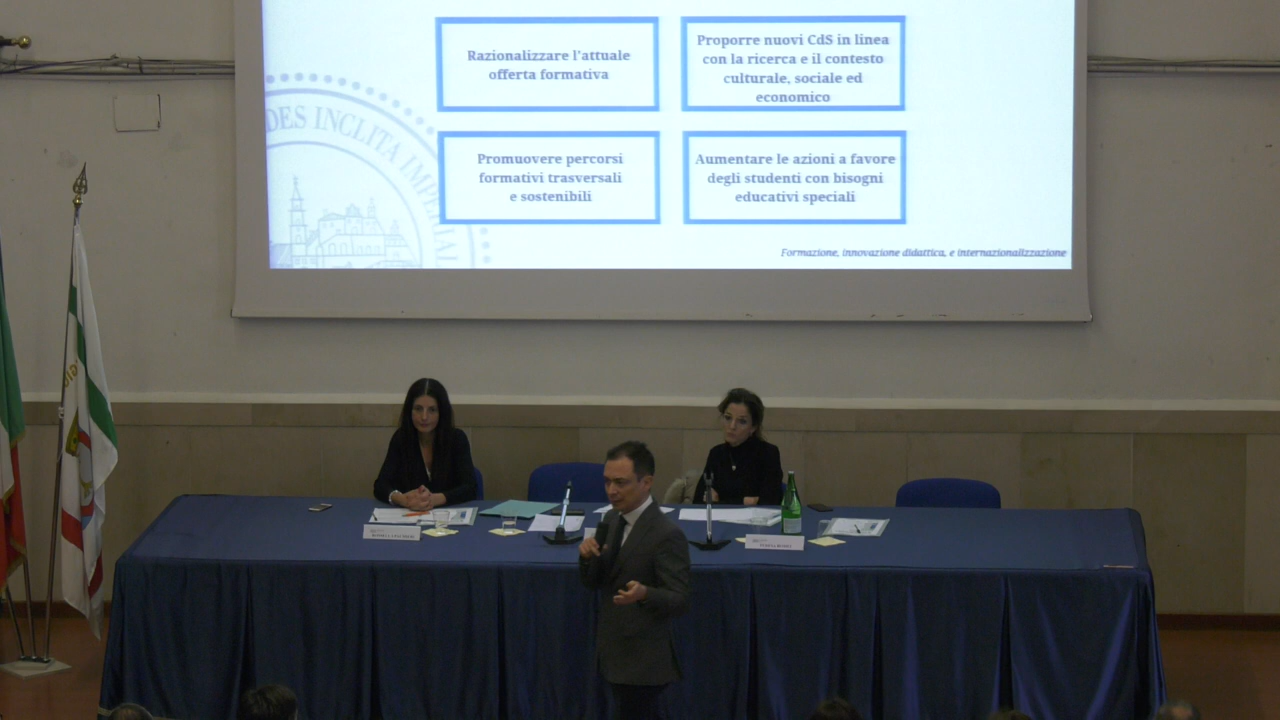 Razionalizzare l'attuale
offerta formativa
Proporre nuovi CdS in linea
con la ricerca e il contesto
culturale, sociale ed
economico
Promuovere percorsi
formativi trasversali
e sostenibili
Aumentare le azioni a favore
degli studenti con bisogni
educativi speciali
DES INCLITA IMPERIAL
Formazione, innovazione didattica, e internazionalizzazione